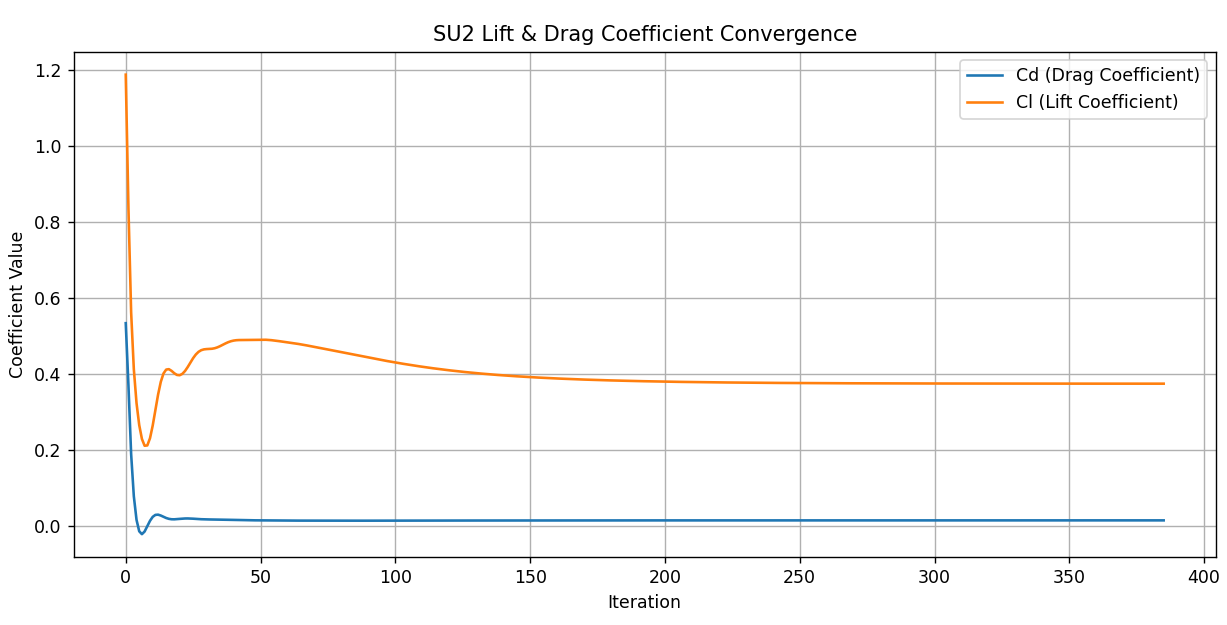 SU2 Lift & Drag Coefficient Convergence
Cd (Drag Coefficient)
Cl (Lift Coefficient)
Coefficient Value
1.2
1.0
0.8
0.6
0.4
0.2
0.0
0 50 100 150 200 250 300 350 400
Iteration